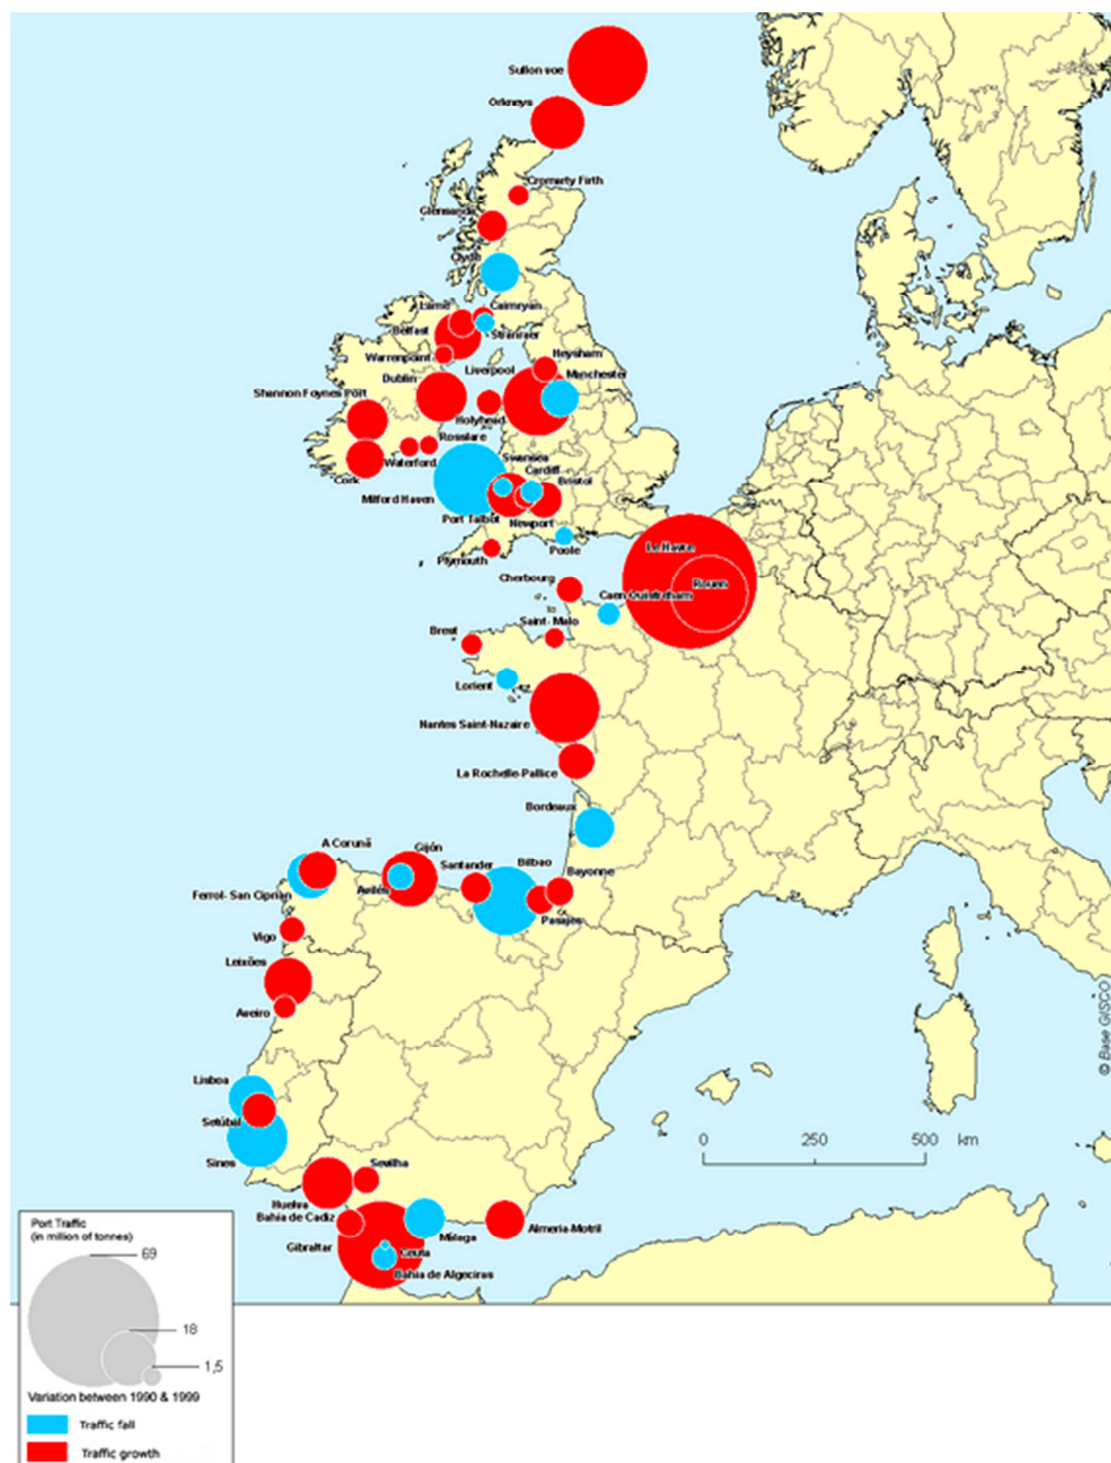 Sullon voe
Orkneys
Cromarty Firth
Glensanda
Clyde
Larne
Cairnryan
Belfast
Stranraer
Warrenpoint
Heysham
Liverpool
Manchester
Dublin
Shannon Foynes Port
Holyhead
Rosslare
Waterford
Cork
Swansea
Cardiff
Milford Haven
Bristol
Port Talbot
Newport
Poole
Plymouth
Le Havre
Rouen
Cherbourg
Caen Ouistreham
Saint-Malo
Brest
Lorient
Nantes Saint-Nazaire
La Rochelle-Pallice
Bordeaux
A Corunã
Gijón
Santander
Bilbao
Bayonne
Ferrol- San Ciprian
Avilés
Pasajes
Vigo
Leixões
Aveiro
Lisboa
Setúbal
Sines
Sevilha
Huelva
Bahia de Cadiz
Gibraltar
Málaga
Almeria-Motril
Ceuta
Bahia de Algeciras
0 250 500 km
© Base GISCO
Port Traffic
(in million of tonnes)
69
18
1,5
Variation between 1990 & 1999
Traffic fall
Traffic growth